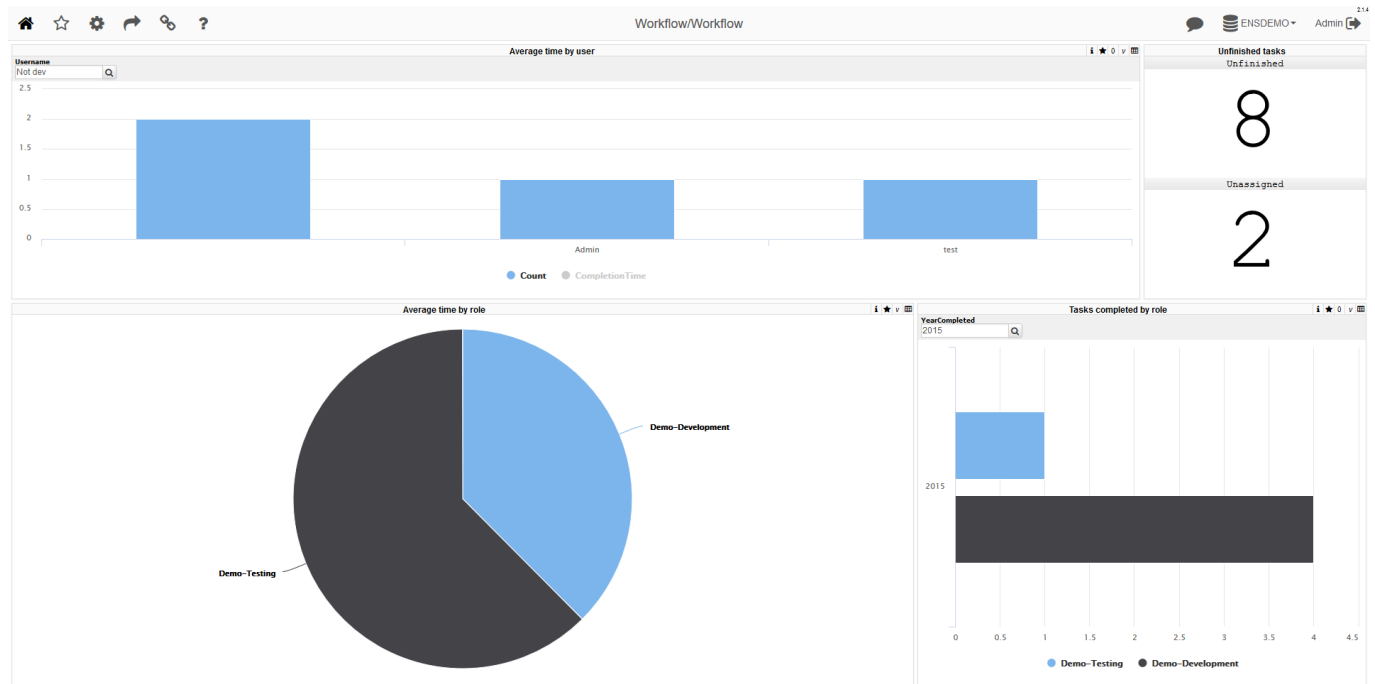 2.1.4
?
Workflow/Workflow
ENSDEMO
Admin
Average time by user
i ★ 0 v
Username
Not dev
2.5
2
1.5
1
0.5
0
Admin
test
Count CompletionTime
Unfinished tasks
Unfinished
8
Unassigned
2
Average time by role
i ★ v
Demo-Development
Demo-Testing
Tasks completed by role
i ★ 0 v
YearCompleted
2015
2015
0 0.5 1 1.5 2 2.5 3 3.5 4 4.5
Demo-Testing Demo-Development